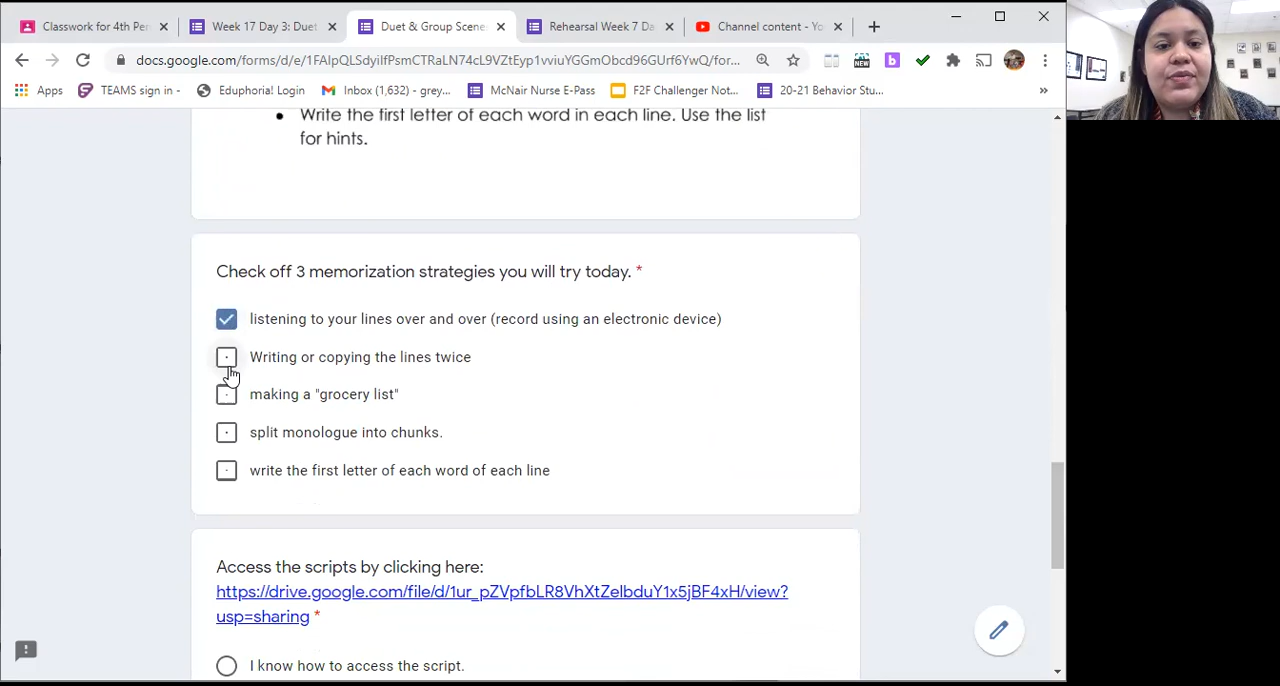 Classwork for 4th Per
Week 17 Day 3: Duet
Duet & Group Scene
Rehearsal Week 7 Da
Channel content - Yo
docs.google.com/forms/d/e/1FAIpQLSdyiIfPsmCTRaLN74cL9VZtEyp1vviuYGGmObcd96GUrf6YwQ/for...
Apps
TEAMS sign in -
Eduphoria! Login
Inbox (1,632) - grey...
McNair Nurse E-Pass
F2F Challenger Not...
20-21 Behavior Stu...
Write the first letter of each word in each line. Use the list
for hints.
Check off 3 memorization strategies you will try today. *
listening to your lines over and over (record using an electronic device)
Writing or copying the lines twice
making a "grocery list"
split monologue into chunks.
write the first letter of each word of each line
Access the scripts by clicking here:
https://drive.google.com/file/d/1ur_pZVpfbLR8VhXtZelbduY1x5jBF4xH/view?
usp=sharing *
I know how to access the script.